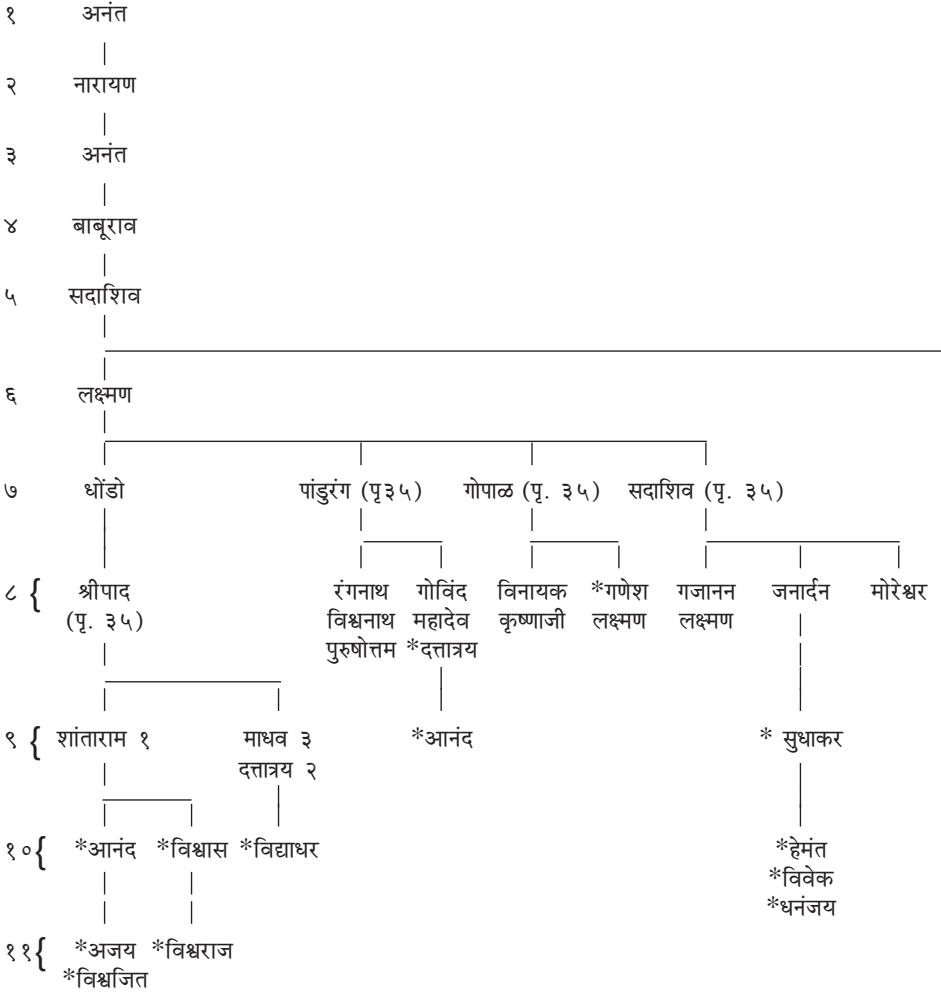 १ अनंत
२ नारायण
३ अनंत
४ बाबूराव
५ सदाशिव
६ लक्ष्मण
७ धोंडो पांडुरंग (पृ३५) गोपाळ (पृ. ३५) सदाशिव (पृ. ३५)
८ { श्रीपाद रंगनाथ गोविंद विनायक *गणेश गजानन जनार्दन मोरेश्वर
(पृ. ३५) विश्वनाथ महादेव कृष्णाजी लक्ष्मण लक्ष्मण
पुरुषोत्तम *दत्तात्रय
९ { शांताराम १ माधव ३ *आनंद * सुधाकर
दत्तात्रय २
१०{ *आनंद *विश्वास *विद्याधर *हेमंत
*विवेक
*धनंजय
११{ *अजय *विश्वराज
*विश्वजित